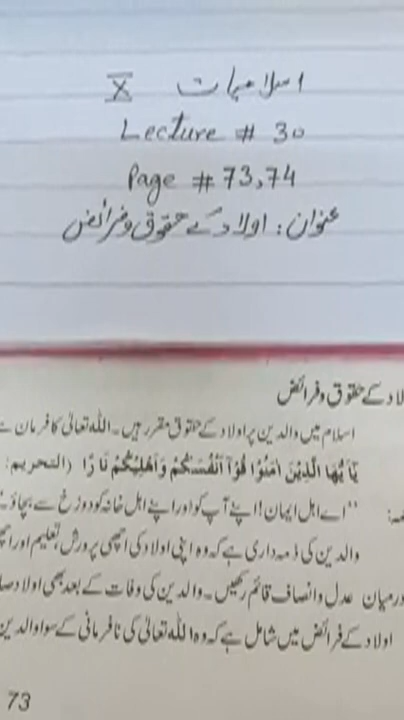 اسلامیات X
Lecture # 30
Page # 73,74
عنوان: اولاد کے حقوق و فرائض
لاد کے حقوق و فرائض
اسلام میں والدین پر اولاد کے حقوق مقرر ہیں۔ اللہ تعالیٰ کا فرمان ہے
يٰٓاَيُّهَا الَّذِيْنَ اٰمَنُوْا قُوْٓا اَنْفُسَكُمْ وَاَهْلِيْكُمْ نَارًا (التحریم:
"اے اہل ایمان! اپنے آپ کو اور اپنے اہل خانہ کو دوزخ سے بچاؤ۔
والدین کی ذمہ داری ہے کہ وہ اپنی اولاد کی اچھی پرورش، تعلیم اور
درمیان عدل و انصاف قائم رکھیں۔ والدین کی وفات کے بعد بھی اولاد
اولاد کے فرائض میں شامل ہے کہ وہ اللہ تعالیٰ کی نافرمانی کے سوا والدین
73